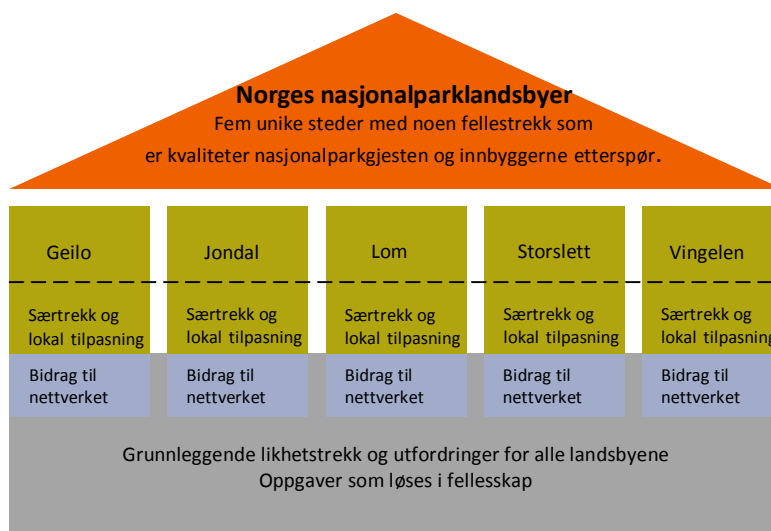 Norges nasjonalparklandsbyer
Fem unike steder med noen fellestrekk som
er kvaliteter nasjonalparkgjesten og innbyggerne etterspør.
Geilo
Jondal
Lom
Storslett
Vingelen
Særtrekk og
lokal tilpasning
Særtrekk og
lokal tilpasning
Særtrekk og
lokal tilpasning
Særtrekk og
lokal tilpasning
Særtrekk og
lokal tilpasning
Bidrag til
nettverket
Bidrag til
nettverket
Bidrag til
nettverket
Bidrag til
nettverket
Bidrag til
nettverket
Grunnleggende likhetstrekk og utfordringer for alle landsbyene
Oppgaver som løses i fellesskap